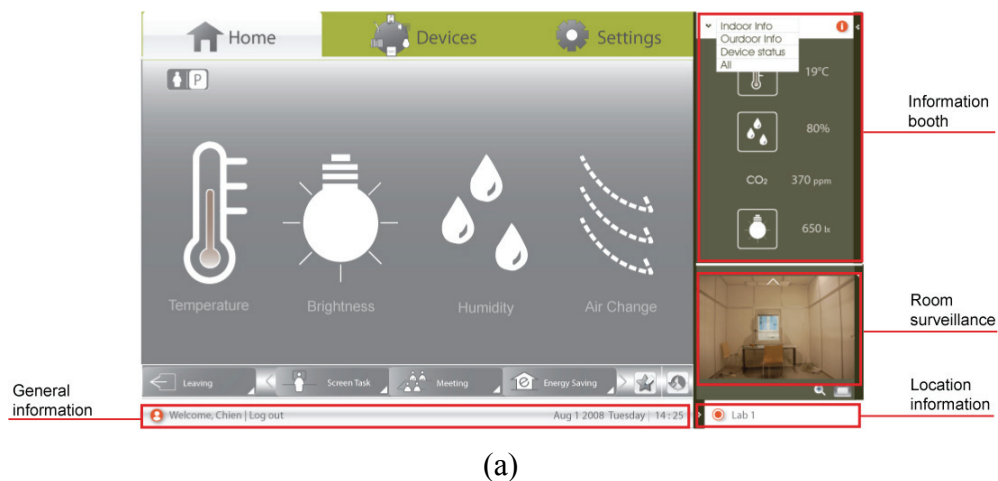 Home
Devices
Settings
P
Temperature
Brightness
Humidity
Air Change
Leaving
Screen Task
Meeting
Energy Saving
Welcome, Chien | Log out
Aug 1 2008 Tuesday | 14 : 25
Indoor Info
Ourdoor Info
Device status
All
19°C
80%
CO₂ 370 ppm
650 lx
Lab 1
Information
booth
Room
surveillance
Location
information
General
information
(a)